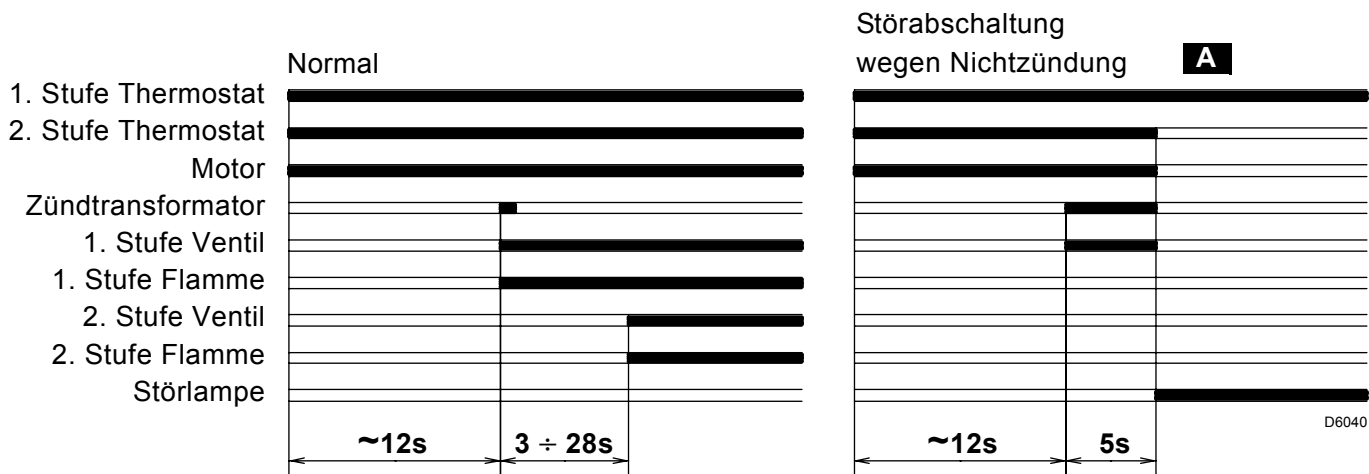 Störabschaltung
Normal
wegen Nichtzündung A
1. Stufe Thermostat
2. Stufe Thermostat
Motor
Zündtransformator
1. Stufe Ventil
1. Stufe Flamme
2. Stufe Ventil
2. Stufe Flamme
Störlampe
D6040
~12s 3 ÷ 28s ~12s 5s